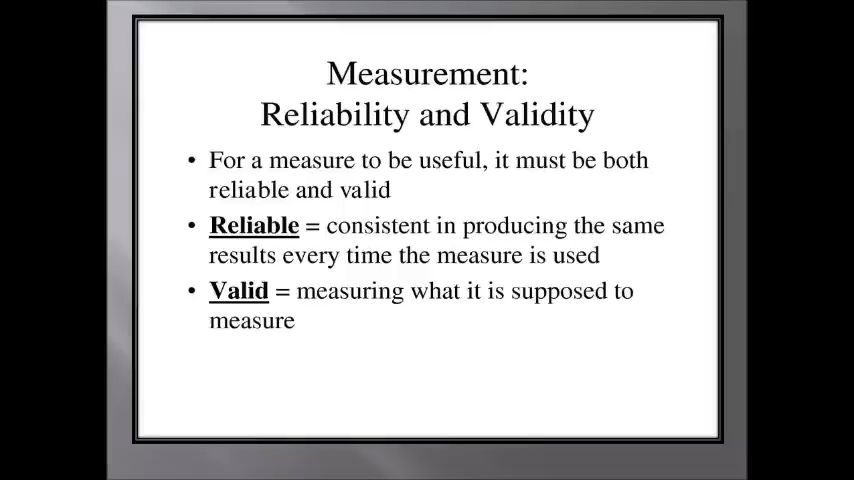 Measurement:
Reliability and Validity
• For a measure to be useful, it must be both
reliable and valid
• Reliable = consistent in producing the same
results every time the measure is used
• Valid = measuring what it is supposed to
measure